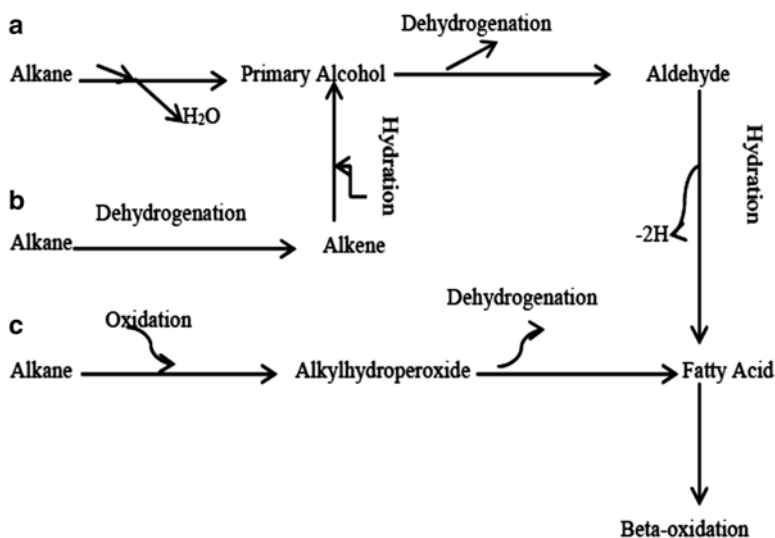 a
Dehydrogenation
Alkane
Primary Alcohol
Aldehyde
H₂O
Hydration
Hydration
b
Dehydrogenation
Alkane
Alkene
-2H
c
Oxidation
Dehydrogenation
Alkane
Alkylhydroperoxide
Fatty Acid
Beta-oxidation